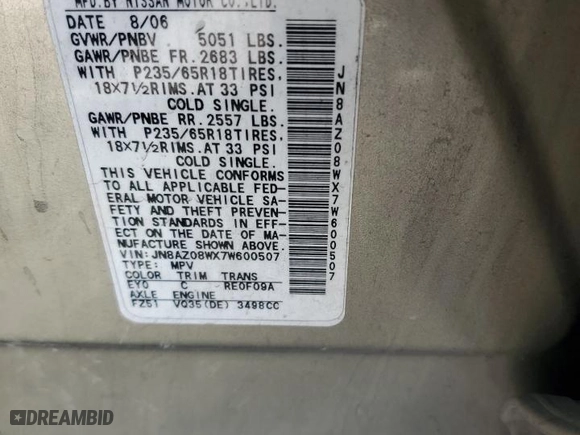 MFD.BY NISSAN MOTOR CO.,LTD.
DATE 8/06
GVWR/PNBV 5051 LBS.
GAWR/PNBE FR. 2683 LBS.
WITH P235/65R18TIRES,
18X7½RIMS.AT 33 PSI
COLD SINGLE.
GAWR/PNBE RR. 2557 LBS.
WITH P235/65R18TIRES,
18X7½RIMS.AT 33 PSI
COLD SINGLE.
THIS VEHICLE CONFORMS
TO ALL APPLICABLE FED-
ERAL MOTOR VEHICLE SA-
FETY AND THEFT PREVEN-
TION STANDARDS IN EFF-
ECT ON THE DATE OF MA-
NUFACTURE SHOWN ABOVE.
VIN:JN8AZ08WX7W600507
TYPE: MPV
COLOR TRIM TRANS
EY0 C RE0F09A
AXLE ENGINE
FZ51 VQ35(DE) 3498CC
JN8AZ08WX7W600507
DREAMBID